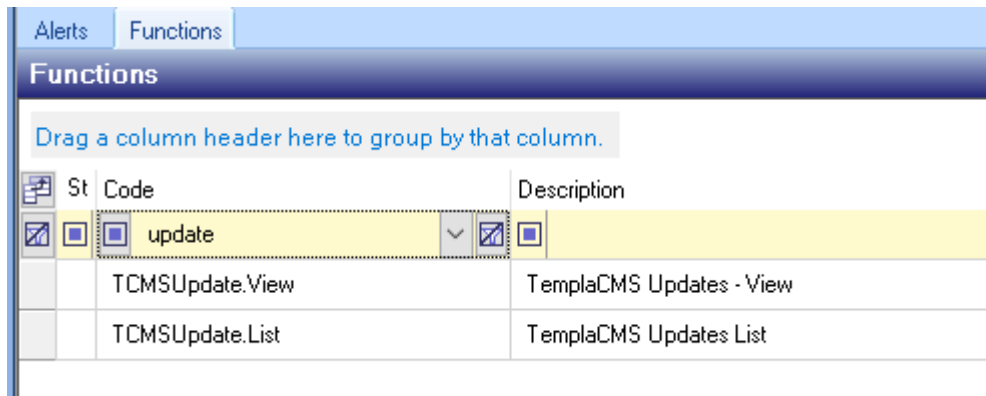 Alerts Functions
Functions
Drag a column header here to group by that column.
St Code Description
update
TCMSUpdate.View TemplaCMS Updates - View
TCMSUpdate.List TemplaCMS Updates List